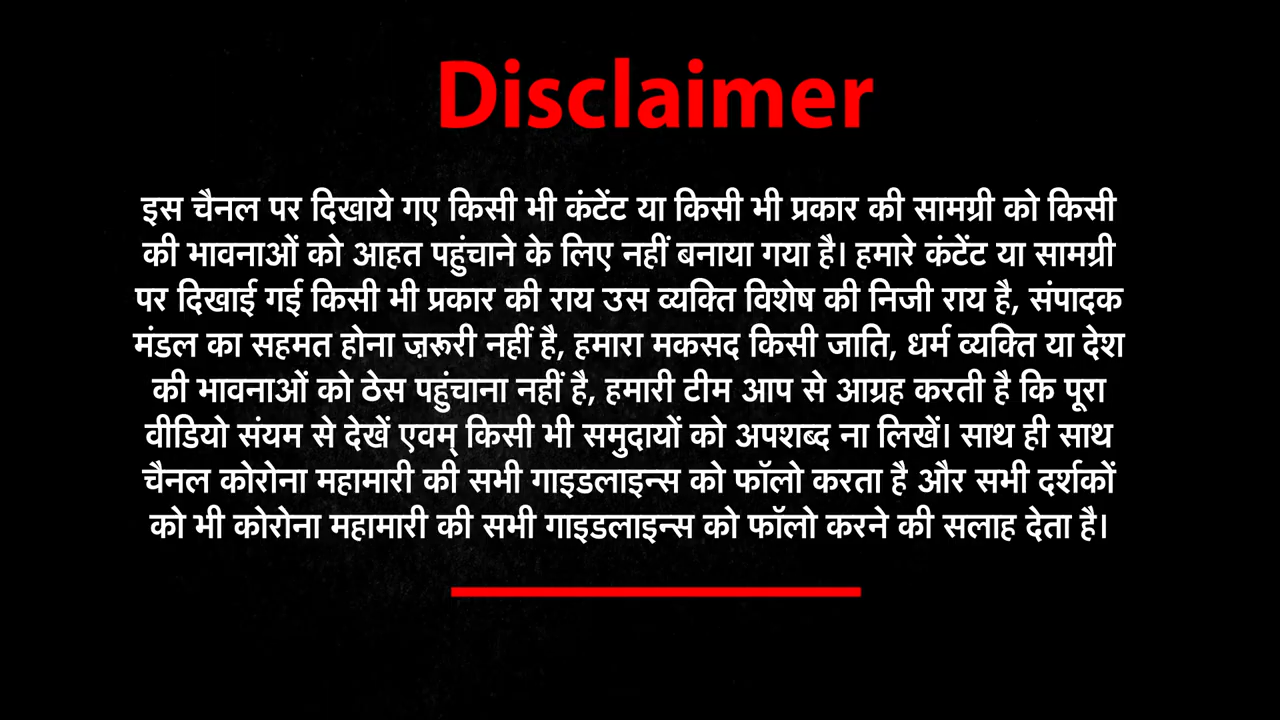 Disclaimer
इस चैनल पर दिखाये गए किसी भी कंटेंट या किसी भी प्रकार की सामग्री को किसी
की भावनाओं को आहत पहुंचाने के लिए नहीं बनाया गया है। हमारे कंटेंट या सामग्री
पर दिखाई गई किसी भी प्रकार की राय उस व्यक्ति विशेष की निजी राय है, संपादक
मंडल का सहमत होना ज़रूरी नहीं है, हमारा मकसद किसी जाति, धर्म व्यक्ति या देश
की भावनाओं को ठेस पहुंचाना नहीं है, हमारी टीम आप से आग्रह करती है कि पूरा
वीडियो संयम से देखें एवम् किसी भी समुदायों को अपशब्द ना लिखें। साथ ही साथ
चैनल कोरोना महामारी की सभी गाइडलाइन्स को फॉलो करता है और सभी दर्शकों
को भी कोरोना महामारी की सभी गाइडलाइन्स को फॉलो करने की सलाह देता है।